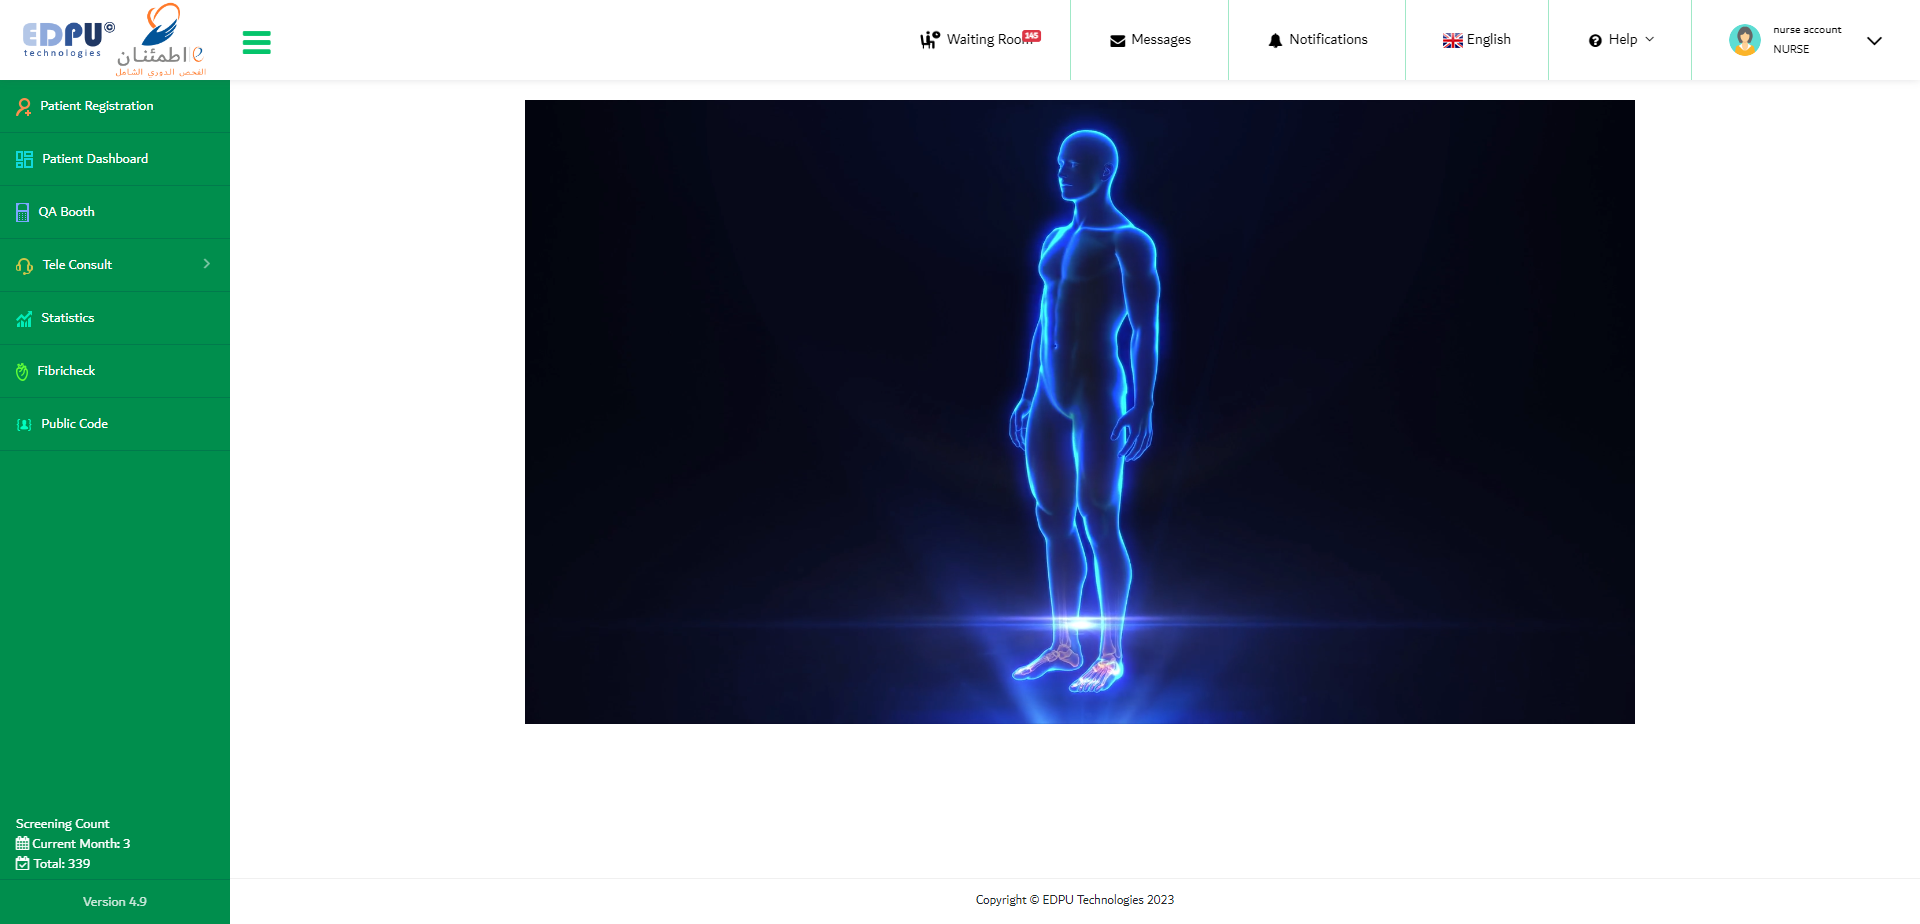 EDPU©
technologies
اطمئنان|e
الفحص الدوري الشامل
Waiting Room 145
Messages
Notifications
English
Help
nurse account
NURSE
Patient Registration
Patient Dashboard
QA Booth
Tele Consult
Statistics
Fibricheck
Public Code
Screening Count
Current Month: 3
Total: 339
Version 4.9
Copyright © EDPU Technologies 2023